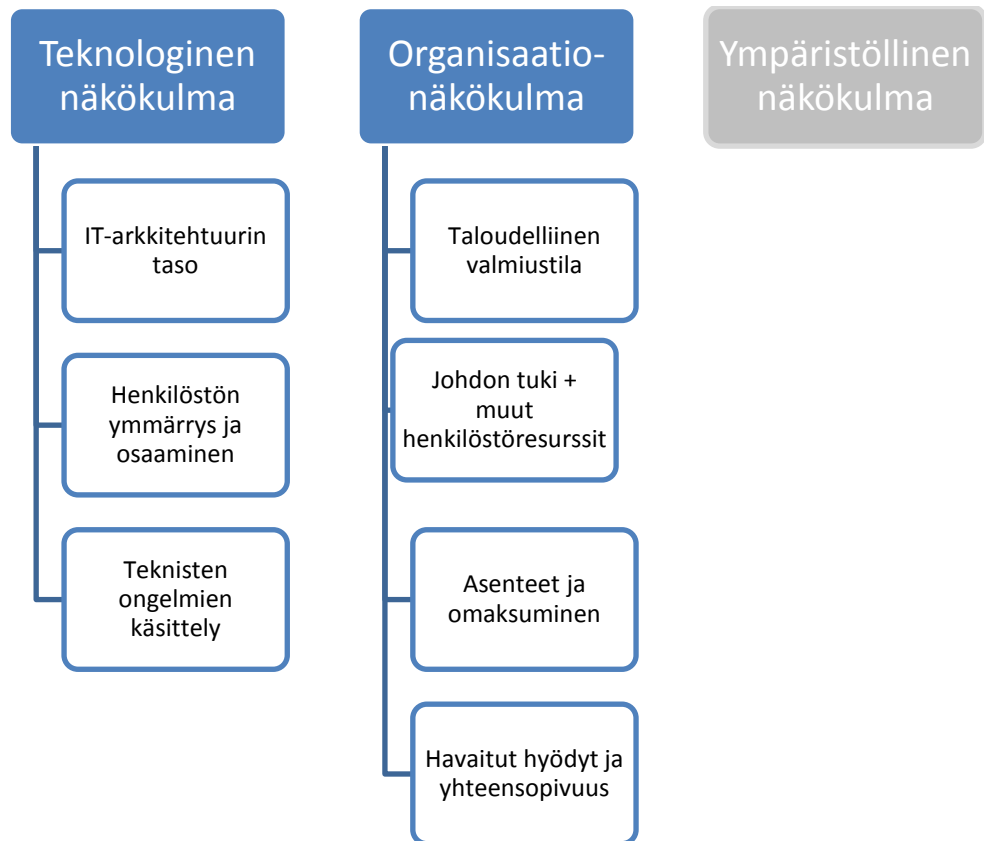 Teknologinen
näkökulma
IT-arkkitehtuurin
taso
Henkilöstön
ymmärrys ja
osaaminen
Teknisten
ongelmien
käsittely
Organisaatio-
näkökulma
Taloudelliinen
valmiustila
Johdon tuki +
muut
henkilöstöresurssit
Asenteet ja
omaksuminen
Havaitut hyödyt ja
yhteensopivuus
Ympäristöllinen
näkökulma